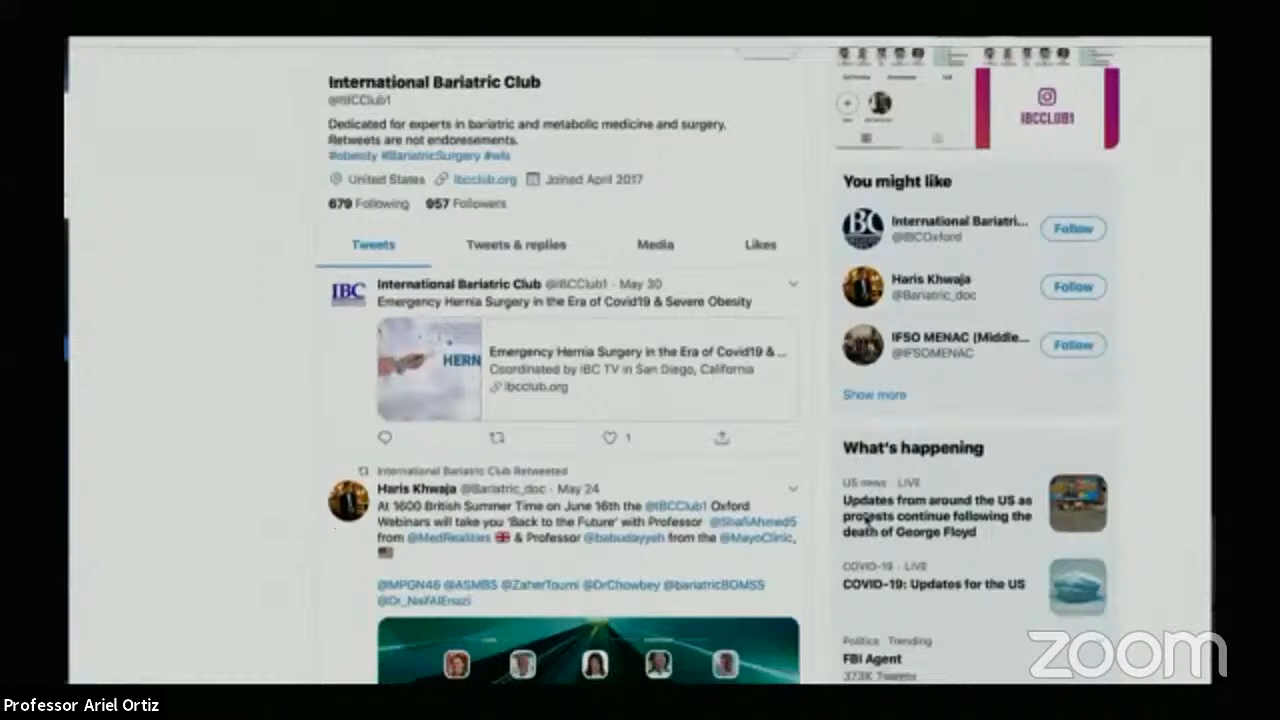 International Bariatric Club
@IBCClub1
Dedicated for experts in bariatric and metabolic medicine and surgery.
Retweets are not endoresements.
#obesity #BariatricSurgery #wls
United States ibcclub.org Joined April 2017
679 Following 957 Followers
Tweets Tweets & replies Media Likes
IBC
International Bariatric Club @IBCClub1 · May 30
Emergency Hernia Surgery in the Era of Covid19 & Severe Obesity
HERN
Emergency Hernia Surgery in the Era of Covid19 & ...
Coordinated by IBC TV in San Diego, California
ibcclub.org
1
International Bariatric Club Retweeted
Haris Khwaja @Bariatric_doc · May 24
At 1600 British Summer Time on June 16th the @IBCClub1 Oxford
Webinars will take you 'Back to the Future' with Professor @ShafiAhmed5
from @MedRealities & Professor @babudayyeh from the @MayoClinic,
@MPGN46 @ASMBS @ZaherToumi @DrChowbey @bariatricBOMSS
@Dr_NaifAlEnazi
IBCCLUB1
You might like
BC
International Bariatri...
@IBCOxford
Follow
Haris Khwaja
@Bariatric_doc
Follow
IFSO MENAC (Middle...
@IFSOMENAC
Follow
Show more
What's happening
US news · LIVE
Updates from around the US as
protests continue following the
death of George Floyd
COVID-19 · LIVE
COVID-19: Updates for the US
Politics · Trending
FBI Agent
373K Tweets
zoom
Professor Ariel Ortiz